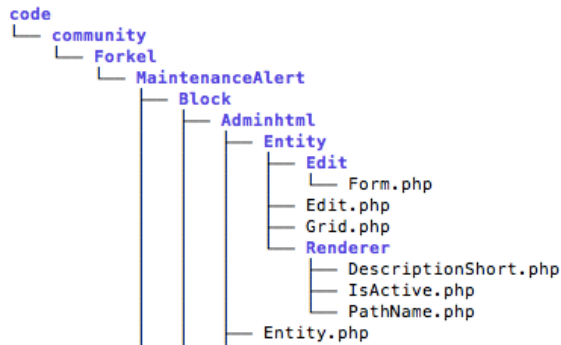 code
community
Forkel
MaintenanceAlert
Block
Adminhtml
Entity
Edit
Form.php
Edit.php
Grid.php
Renderer
DescriptionShort.php
IsActive.php
PathName.php
Entity.php